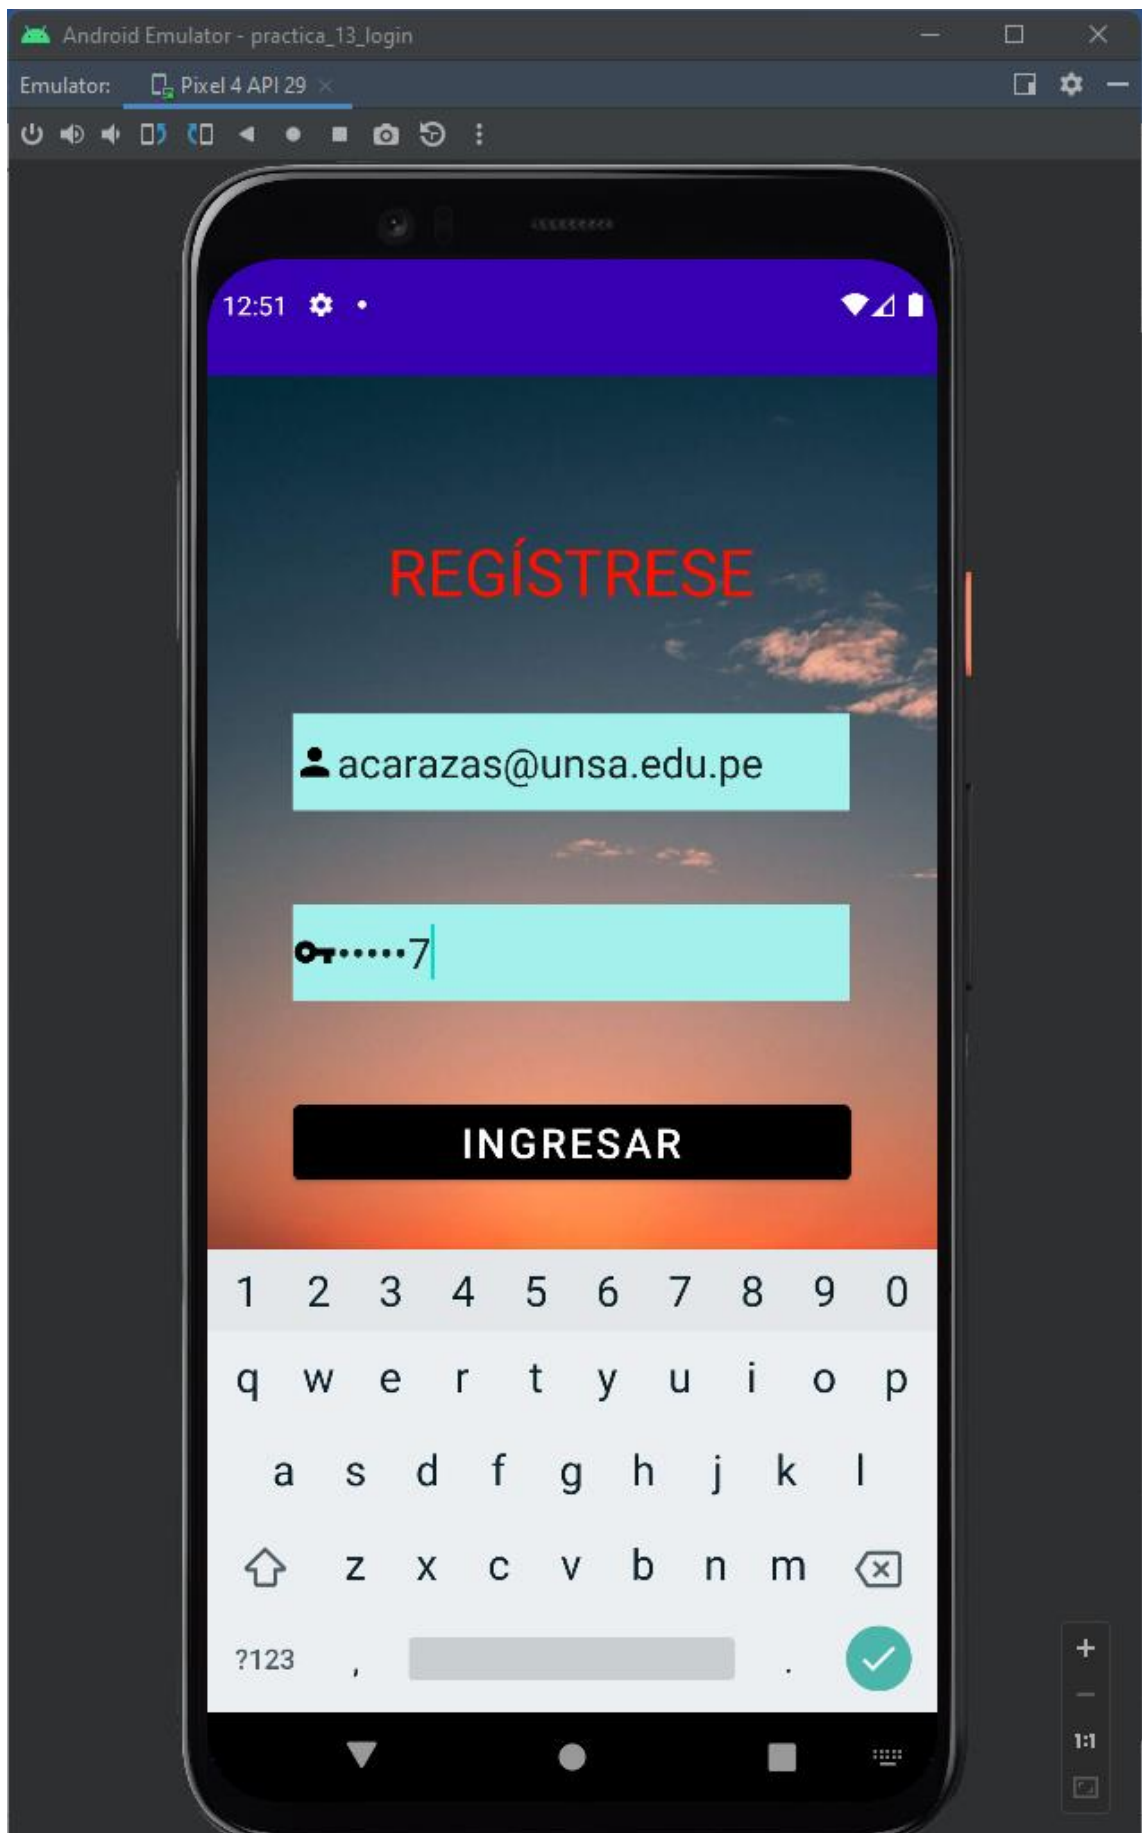 Android Emulator - practica_13_login
Emulator: Pixel 4 API 29
12:51
REGÍSTRESE
acarazas@unsa.edu.pe
•••••7
INGRESAR
1 2 3 4 5 6 7 8 9 0
q w e r t y u i o p
a s d f g h j k l
z x c v b n m
?123 , .
1:1